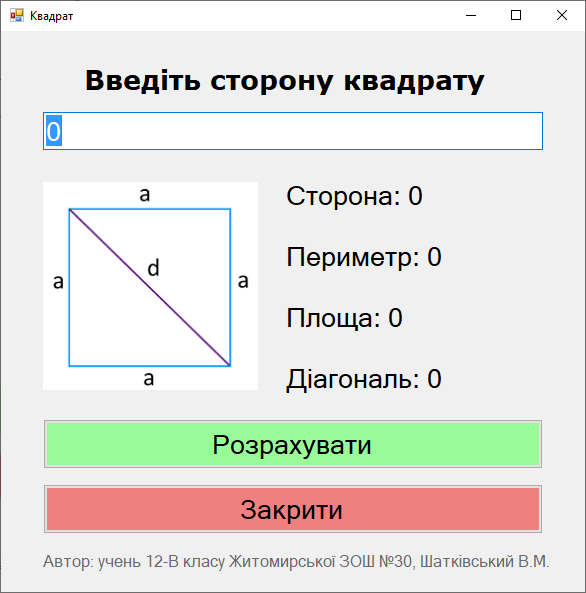 Квадрат
Введіть сторону квадрату
0
a
a
d
a
a
Сторона: 0
Периметр: 0
Площа: 0
Діагональ: 0
Розрахувати
Закрити
Автор: учень 12-В класу Житомирської ЗОШ №30, Шатківський В.М.